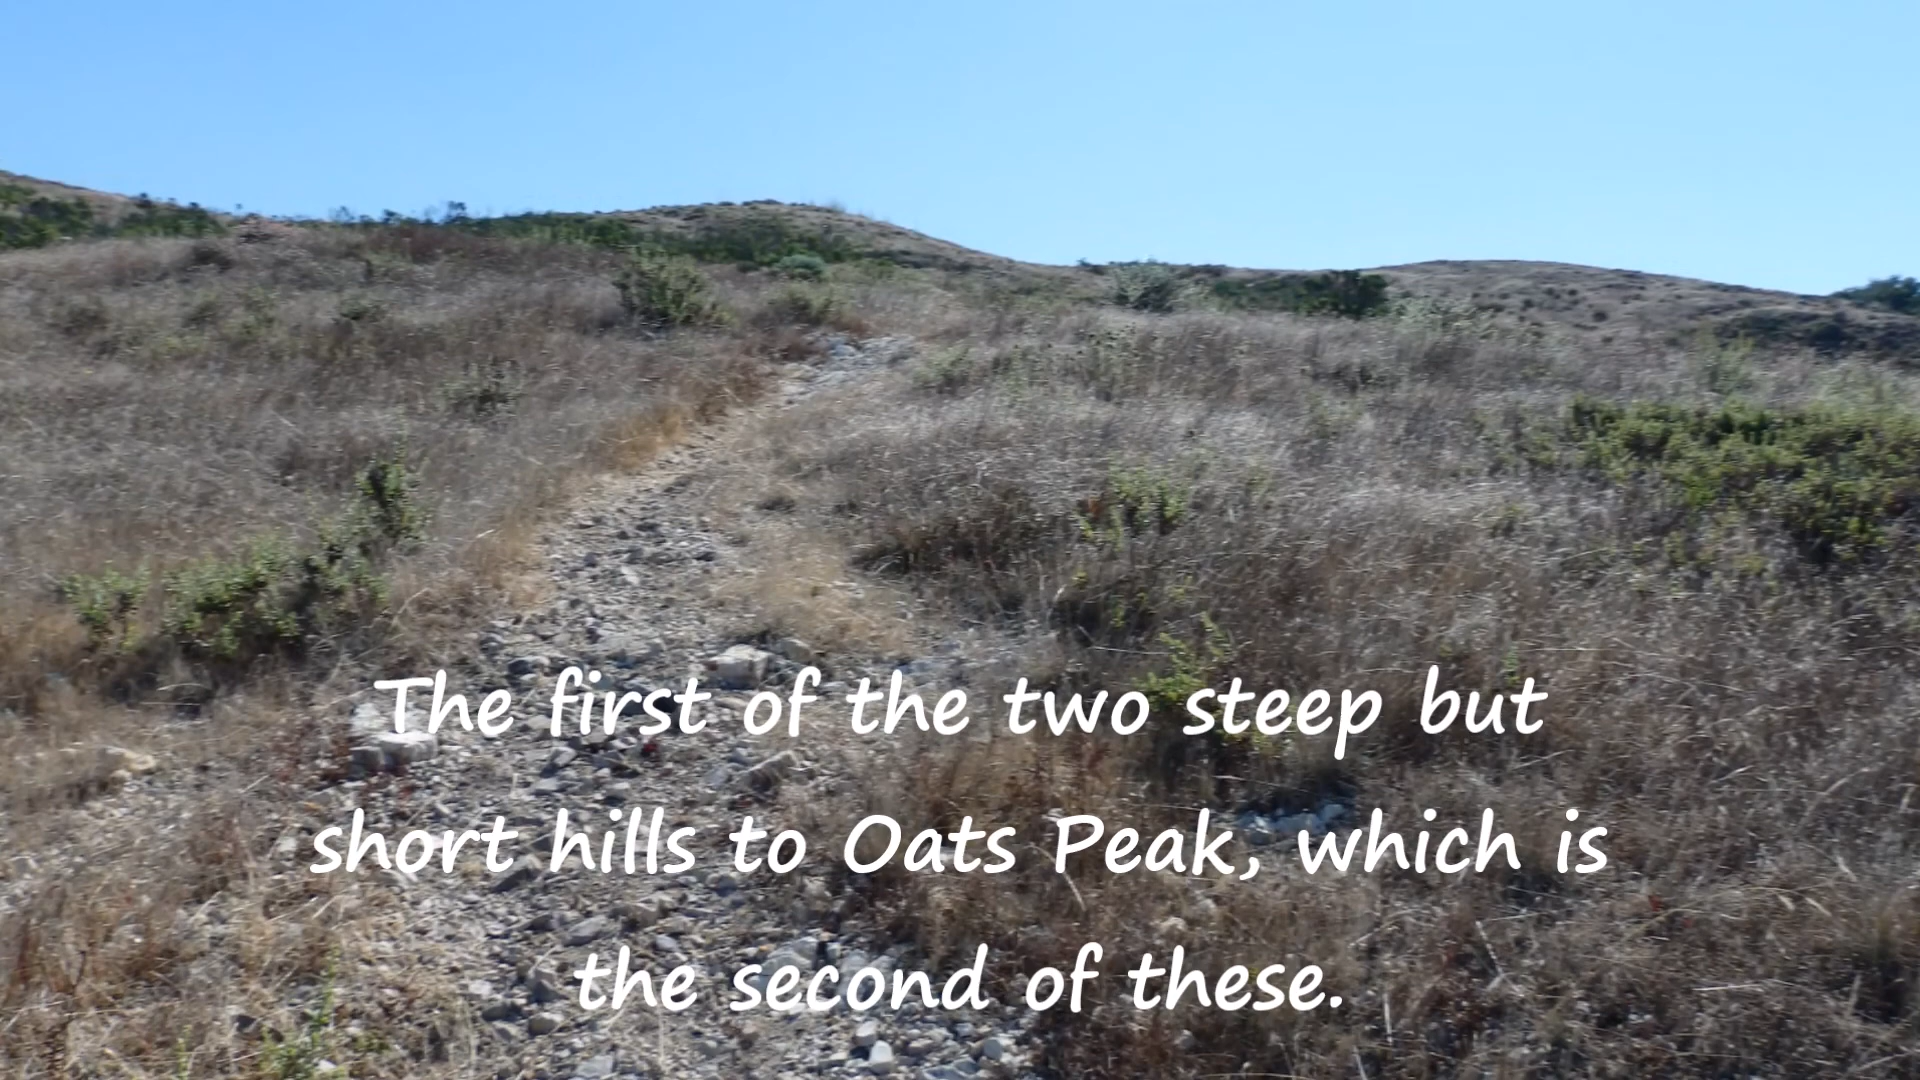 The first of the two steep but
short hills to Oats Peak, which is
the second of these.